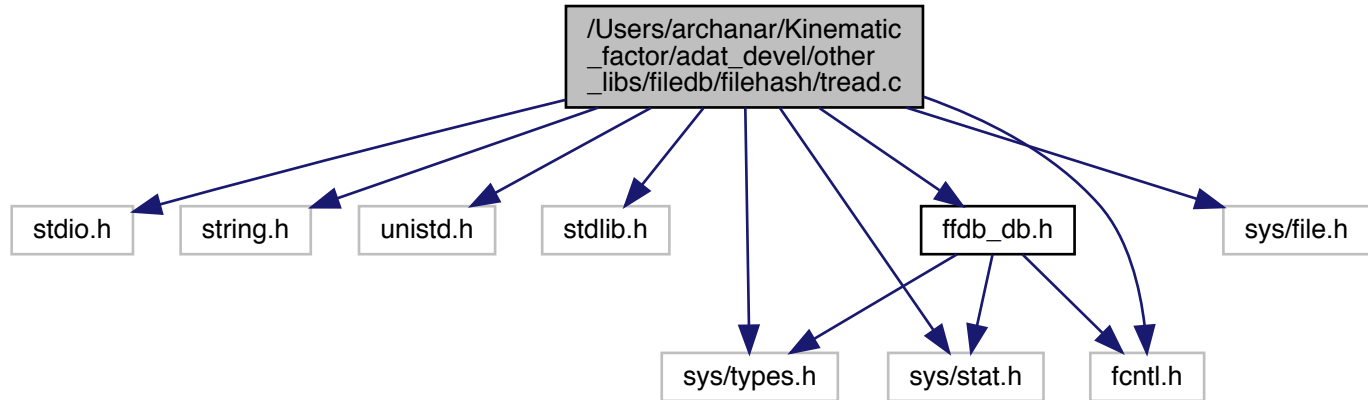 /Users/archanar/Kinematic
_factor/adat_devel/other
_libs/filedb/filehash/tread.c
stdio.h
string.h
unistd.h
stdlib.h
ffdb_db.h
sys/file.h
sys/types.h
sys/stat.h
fcntl.h